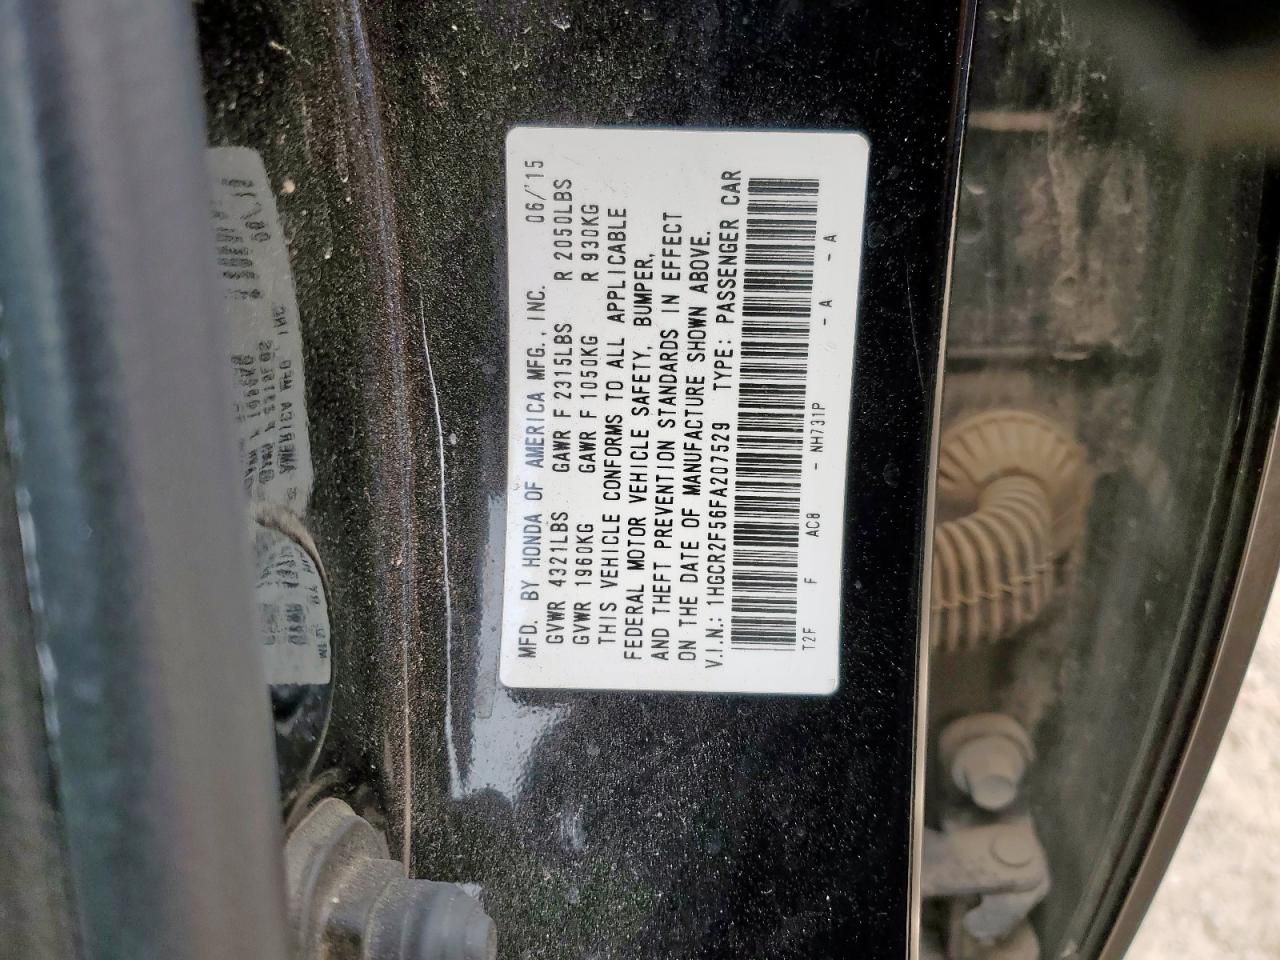 MFD. BY HONDA OF AMERICA MFG., INC. 06/'15
GVWR 4321LBS GAWR F 2315LBS R 2050LBS
GVWR 1960KG GAWR F 1050KG R 930KG
THIS VEHICLE CONFORMS TO ALL APPLICABLE
FEDERAL MOTOR VEHICLE SAFETY, BUMPER,
AND THEFT PREVENTION STANDARDS IN EFFECT
ON THE DATE OF MANUFACTURE SHOWN ABOVE.
V.I.N.: 1HGCR2F56FA207529 TYPE: PASSENGER CAR
T2F F AC8 - NH731P - A - A